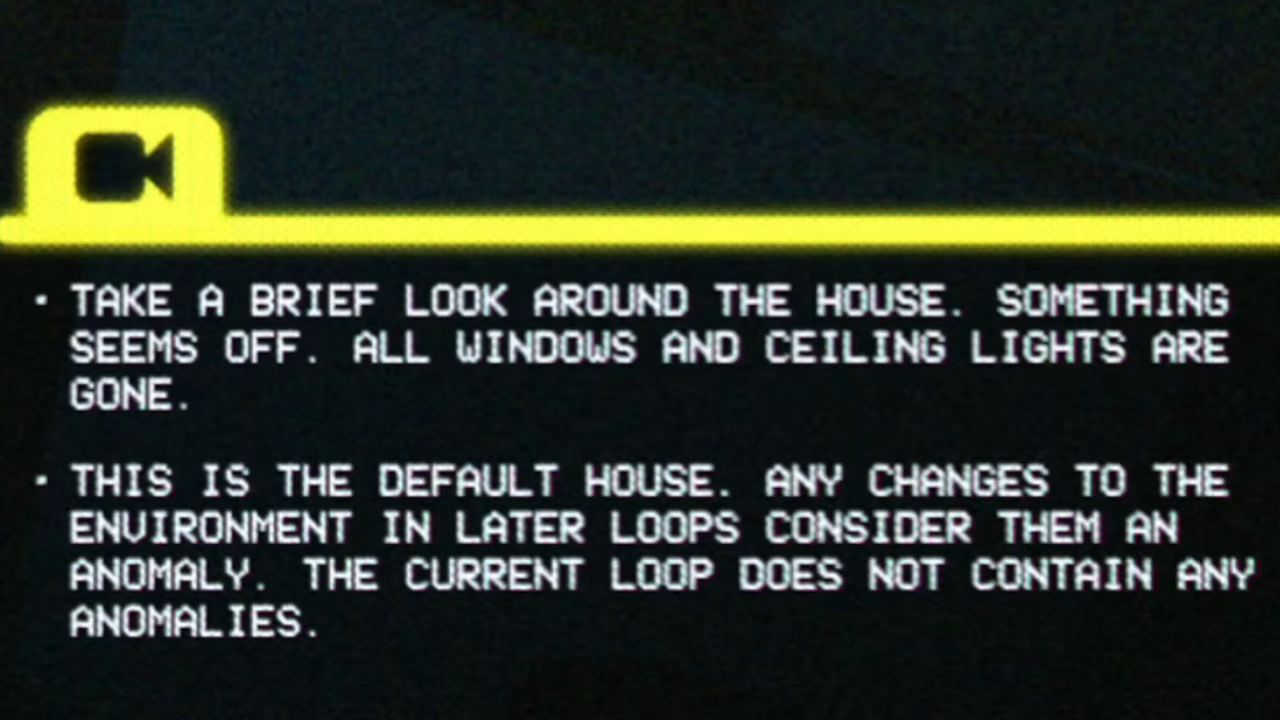 · TAKE A BRIEF LOOK AROUND THE HOUSE. SOMETHING
SEEMS OFF. ALL WINDOWS AND CEILING LIGHTS ARE
GONE.
· THIS IS THE DEFAULT HOUSE. ANY CHANGES TO THE
ENVIRONMENT IN LATER LOOPS CONSIDER THEM AN
ANOMALY. THE CURRENT LOOP DOES NOT CONTAIN ANY
ANOMALIES.